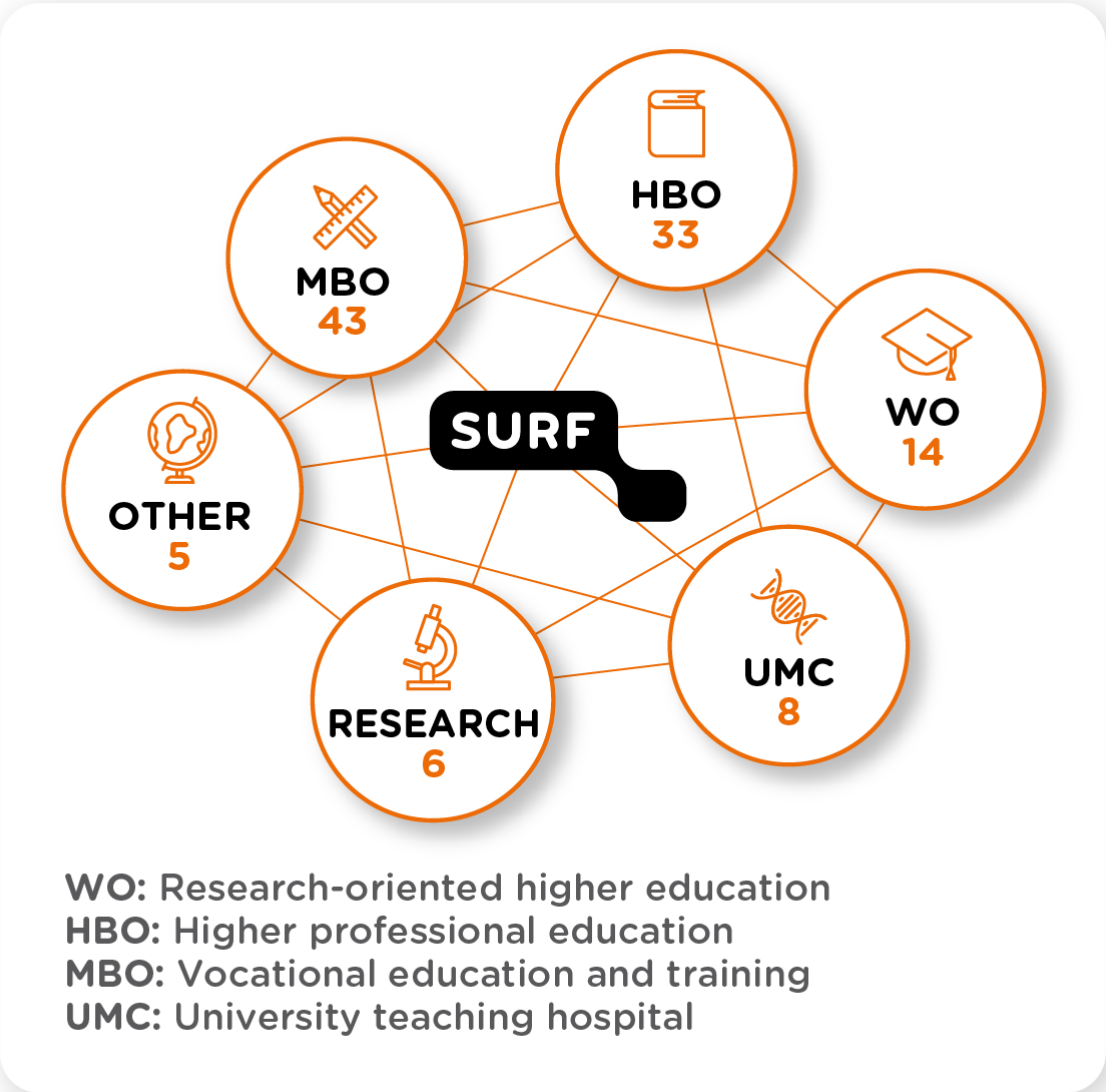 HBO
33
MBO
43
WO
14
SURF
OTHER
5
UMC
8
RESEARCH
6
WO: Research-oriented higher education
HBO: Higher professional education
MBO: Vocational education and training
UMC: University teaching hospital